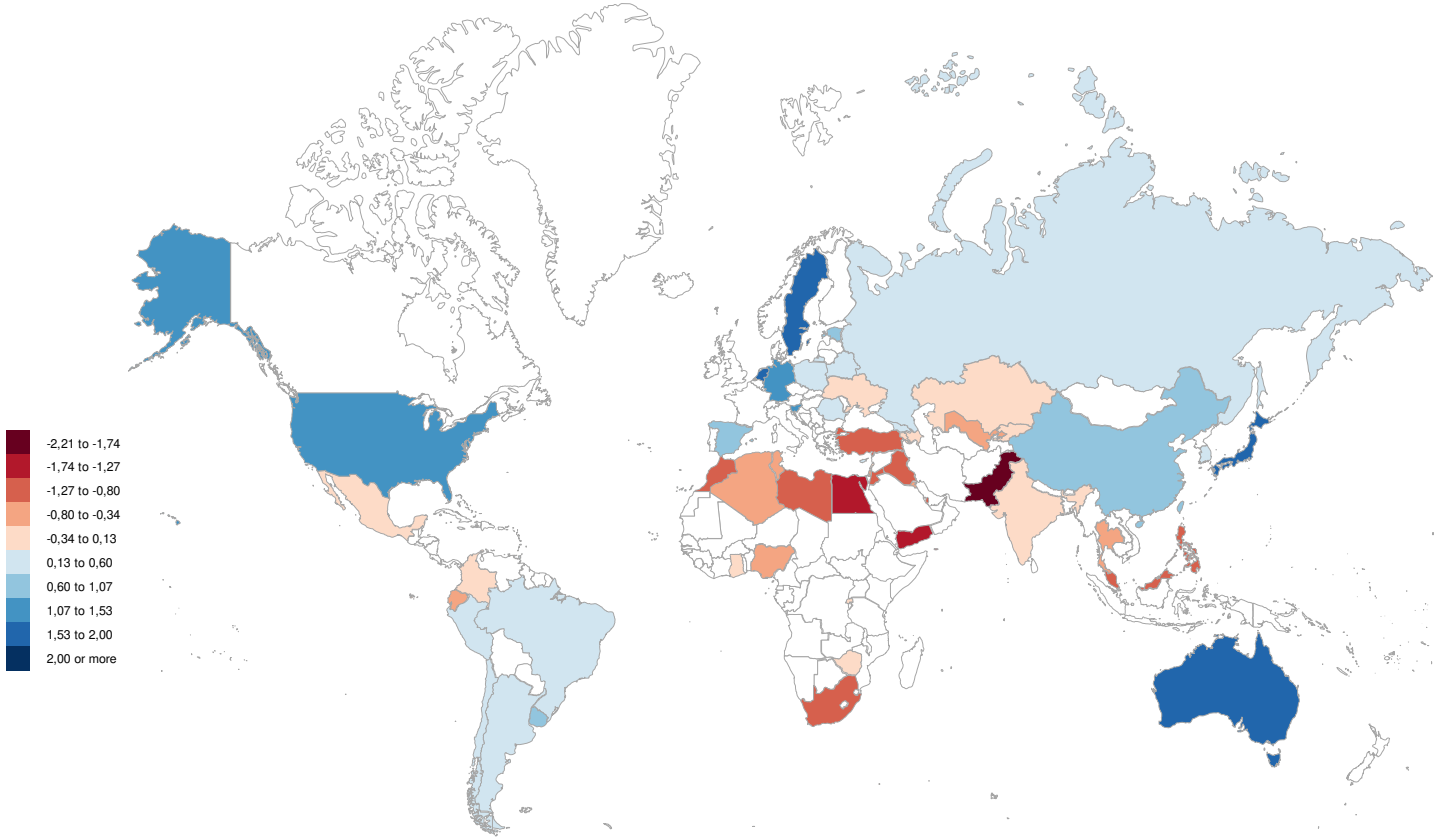 -2,21 to -1,74
-1,74 to -1,27
-1,27 to -0,80
-0,80 to -0,34
-0,34 to 0,13
0,13 to 0,60
0,60 to 1,07
1,07 to 1,53
1,53 to 2,00
2,00 or more